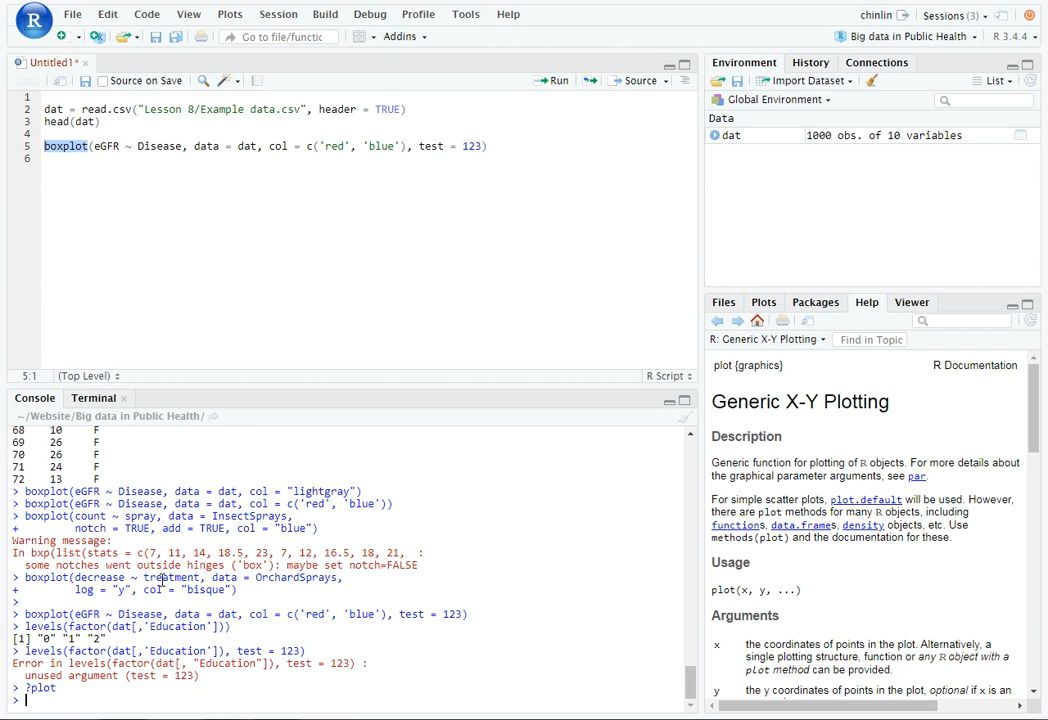 R File Edit Code View Plots Session Build Debug Profile Tools Help chinlin Sessions (3)
Go to file/functic Addins Big data in Public Health R 3.4.4
Untitled1*
Source on Save Run Source
1
2 dat = read.csv("Lesson 8/Example data.csv", header = TRUE)
3 head(dat)
4
5 boxplot(eGFR ~ Disease, data = dat, col = c('red', 'blue'), test = 123)
6
5:1 (Top Level) R Script
Console Terminal
~/Website/Big data in Public Health/
68 10 F
69 26 F
70 26 F
71 24 F
72 13 F
> boxplot(eGFR ~ Disease, data = dat, col = "lightgray")
> boxplot(eGFR ~ Disease, data = dat, col = c('red', 'blue'))
> boxplot(count ~ spray, data = InsectSprays,
+ notch = TRUE, add = TRUE, col = "blue")
Warning message:
In bxp(list(stats = c(7, 11, 14, 18.5, 23, 7, 12, 16.5, 18, 21, :
some notches went outside hinges ('box'): maybe set notch=FALSE
> boxplot(decrease ~ treatment, data = OrchardSprays,
+ log = "y", col = "bisque")
>
> boxplot(eGFR ~ Disease, data = dat, col = c('red', 'blue'), test = 123)
> levels(factor(dat[,'Education']))
[1] "0" "1" "2"
> levels(factor(dat[,'Education']), test = 123)
Error in levels(factor(dat[, "Education"]), test = 123) :
unused argument (test = 123)
> ?plot
>
Environment History Connections
Import Dataset List
Global Environment
Data
dat 1000 obs. of 10 variables
Files Plots Packages Help Viewer
R: Generic X-Y Plotting Find in Topic
plot {graphics} R Documentation
Generic X-Y Plotting
Description
Generic function for plotting of R objects. For more details about
the graphical parameter arguments, see par.
For simple scatter plots, plot.default will be used. However,
there are plot methods for many R objects, including
functions, data.frames, density objects, etc. Use
methods(plot) and the documentation for these.
Usage
plot(x, y, ...)
Arguments
x the coordinates of points in the plot. Alternatively, a
single plotting structure, function or any R object with a
plot method can be provided.
y the y coordinates of points in the plot, optional if x is an